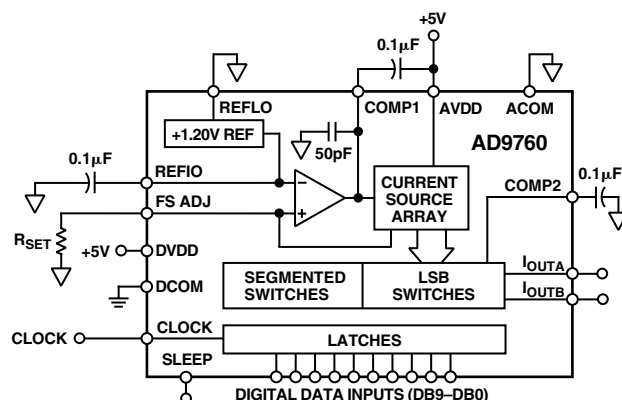 +5V
0.1µF
REFLO
COMP1
AVDD
ACOM
+1.20V REF
AD9760
50pF
0.1µF
REFIO
–
CURRENT
SOURCE
ARRAY
COMP2
0.1µF
FS ADJ
+
RSET
+5V
DVDD
SEGMENTED
SWITCHES
LSB
SWITCHES
IOUTA
IOUTB
DCOM
CLOCK
CLOCK
LATCHES
SLEEP
DIGITAL DATA INPUTS (DB9–DB0)